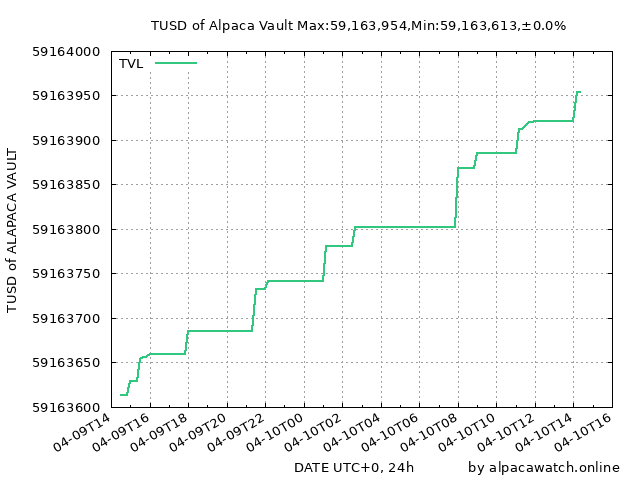 TUSD of Alpaca Vault Max:59,163,954,Min:59,163,613,±0.0%
TVL
59164000
59163950
59163900
59163850
59163800
59163750
59163700
59163650
59163600
TUSD of ALAPACA VAULT
04-09T14
04-09T16
04-09T18
04-09T20
04-09T22
04-10T00
04-10T02
04-10T04
04-10T06
04-10T08
04-10T10
04-10T12
04-10T14
04-10T16
DATE UTC+0, 24h
by alpacawatch.online